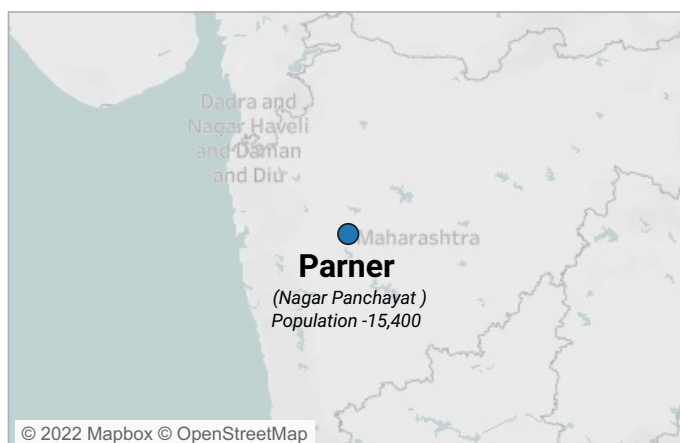 Dadra and
Nagar Haveli
and Daman
and Diu
Maharashtra
Parner
(Nagar Panchayat )
Population -15,400
© 2022 Mapbox © OpenStreetMap